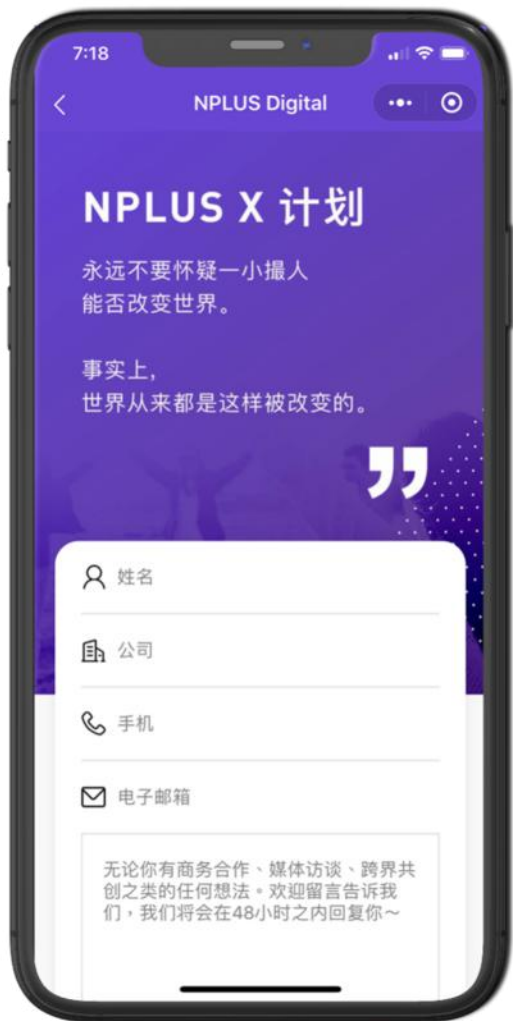 7:18
NPLUS Digital
NPLUS X 计划
永远不要怀疑一小撮人
能否改变世界。
事实上,
世界从来都是这样被改变的。
”
姓名
公司
手机
电子邮箱
无论你有商务合作、媒体访谈、跨界共
创之类的任何想法。欢迎留言告诉我
们，我们将会在48小时之内回复你～